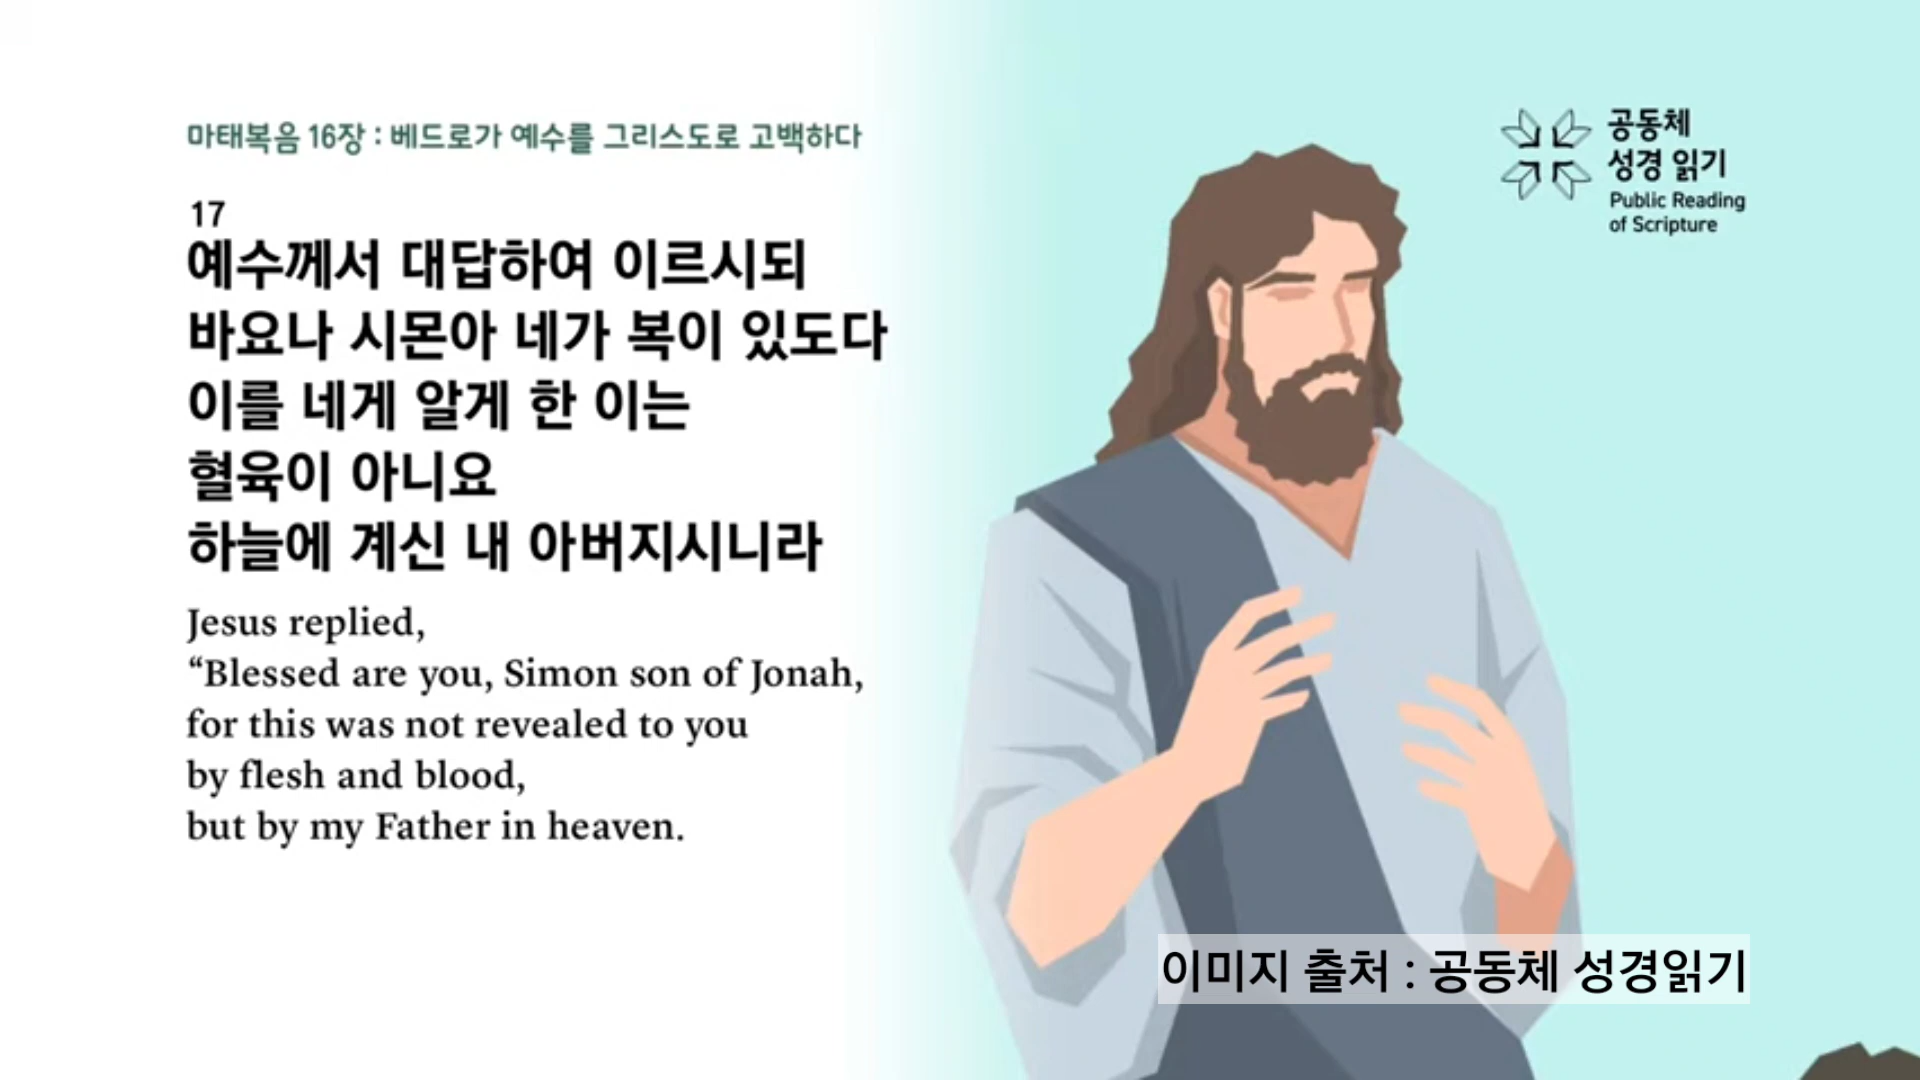 마태복음 16장 : 베드로가 예수를 그리스도로 고백하다
17
예수께서 대답하여 이르시되
바요나 시몬아 네가 복이 있도다
이를 네게 알게 한 이는
혈육이 아니요
하늘에 계신 내 아버지시니라
Jesus replied,
“Blessed are you, Simon son of Jonah,
for this was not revealed to you
by flesh and blood,
but by my Father in heaven.
공동체
성경 읽기
Public Reading
of Scripture
이미지 출처 : 공동체 성경읽기